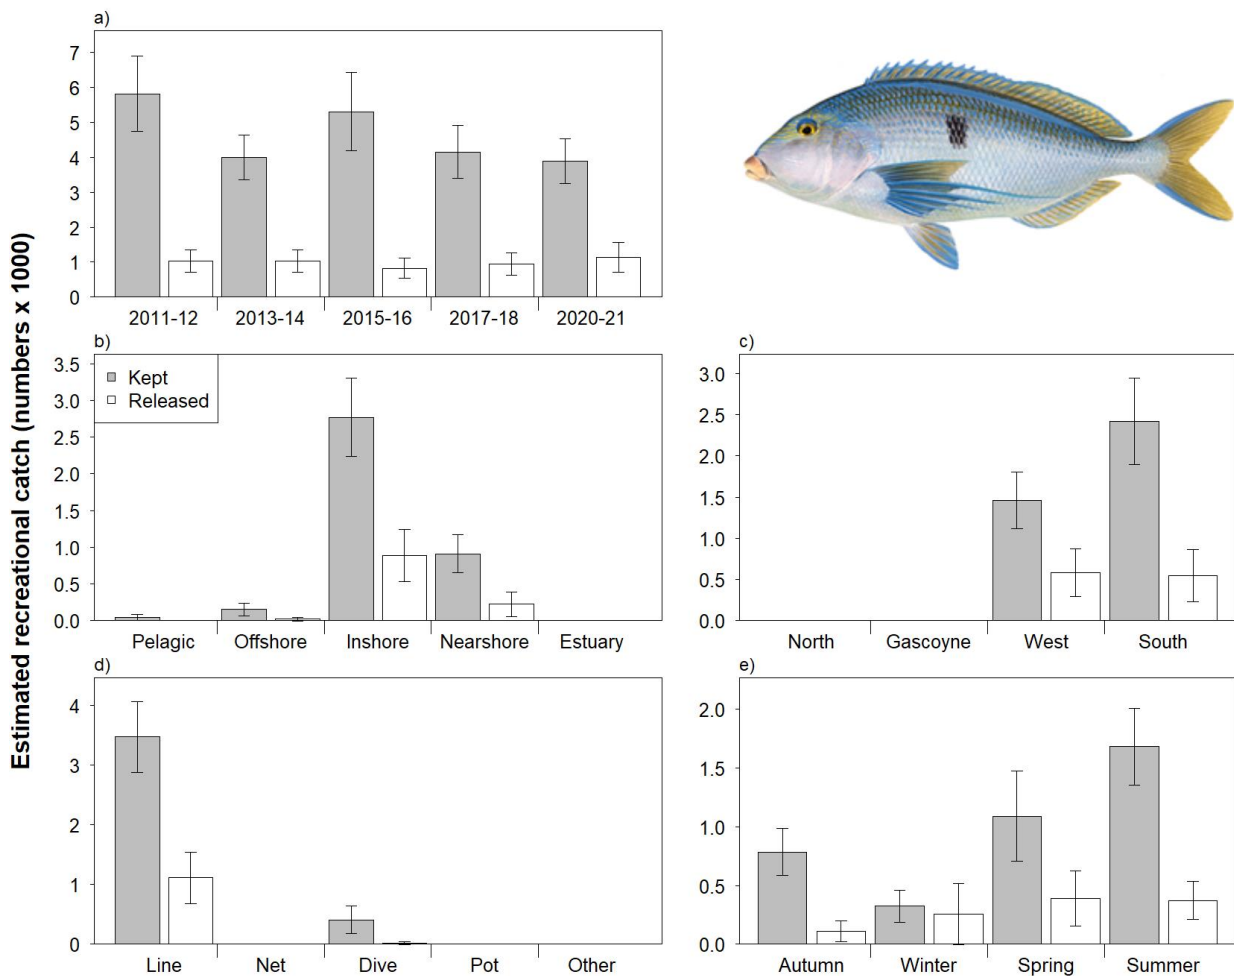 a)
7
6
5
4
3
2
1
0
2011-12 2013-14 2015-16 2017-18 2020-21
Estimated recreational catch (numbers x 1000)
b)
3.5
3.0
2.5
2.0
1.5
1.0
0.5
0.0
Kept
Released
Pelagic Offshore Inshore Nearshore Estuary
c)
3.0
2.5
2.0
1.5
1.0
0.5
0.0
North Gascoyne West South
d)
4
3
2
1
0
Line Net Dive Pot Other
e)
2.0
1.5
1.0
0.5
0.0
Autumn Winter Spring Summer